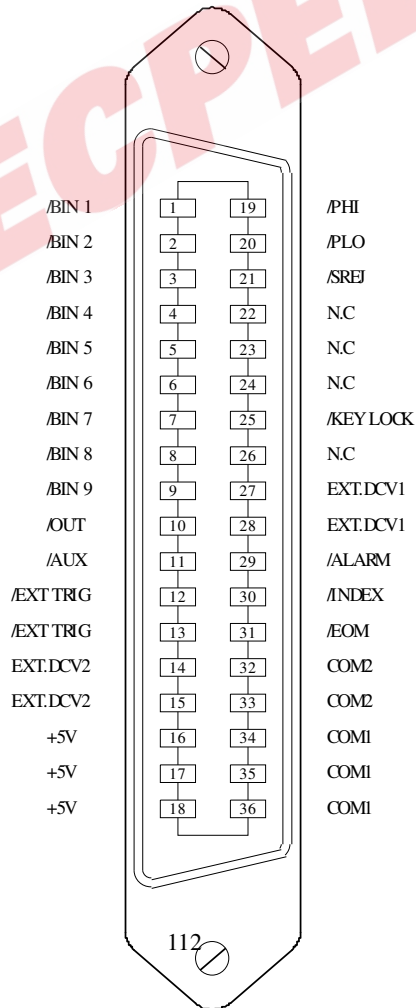 ECPE
/BIN 1 1 19 /PHI
/BIN 2 2 20 /PLO
/BIN 3 3 21 /SREJ
/BIN 4 4 22 N.C
/BIN 5 5 23 N.C
/BIN 6 6 24 N.C
/BIN 7 7 25 /KEY LOCK
/BIN 8 8 26 N.C
/BIN 9 9 27 EXT.DCV1
/OUT 10 28 EXT.DCV1
/AUX 11 29 /ALARM
/EXT TRIG 12 30 /INDEX
/EXT TRIG 13 31 /EOM
EXT.DCV2 14 32 COM2
EXT.DCV2 15 33 COM2
+5V 16 34 COM1
+5V 17 35 COM1
+5V 18 36 COM1
112